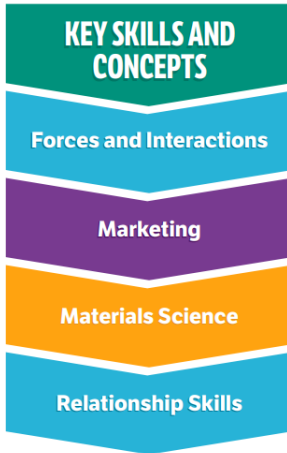 KEY SKILLS AND
CONCEPTS
Forces and Interactions
Marketing
Materials Science
Relationship Skills